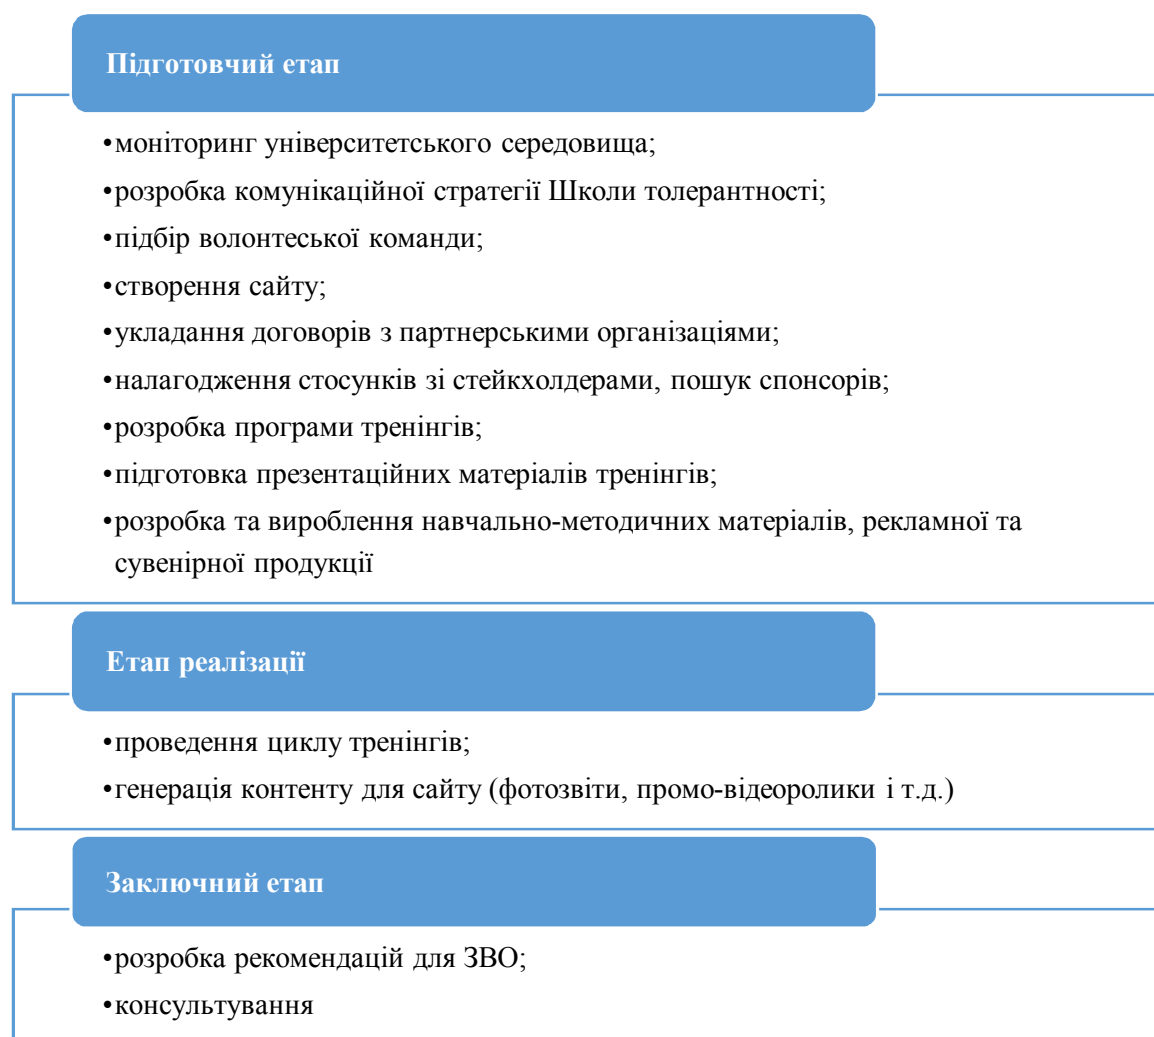 Підготовчий етап
•моніторинг університетського середовища;
•розробка комунікаційної стратегії Школи толерантності;
•підбір волонтеської команди;
•створення сайту;
•укладання договорів з партнерськими організаціями;
•налагодження стосунків зі стейкхолдерами, пошук спонсорів;
•розробка програми тренінгів;
•підготовка презентаційних матеріалів тренінгів;
•розробка та вироблення навчально-методичних матеріалів, рекламної та
сувенірної продукції
Етап реалізації
•проведення циклу тренінгів;
•генерація контенту для сайту (фотозвіти, промо-відеоролики і т.д.)
Заключний етап
•розробка рекомендацій для ЗВО;
•консультування